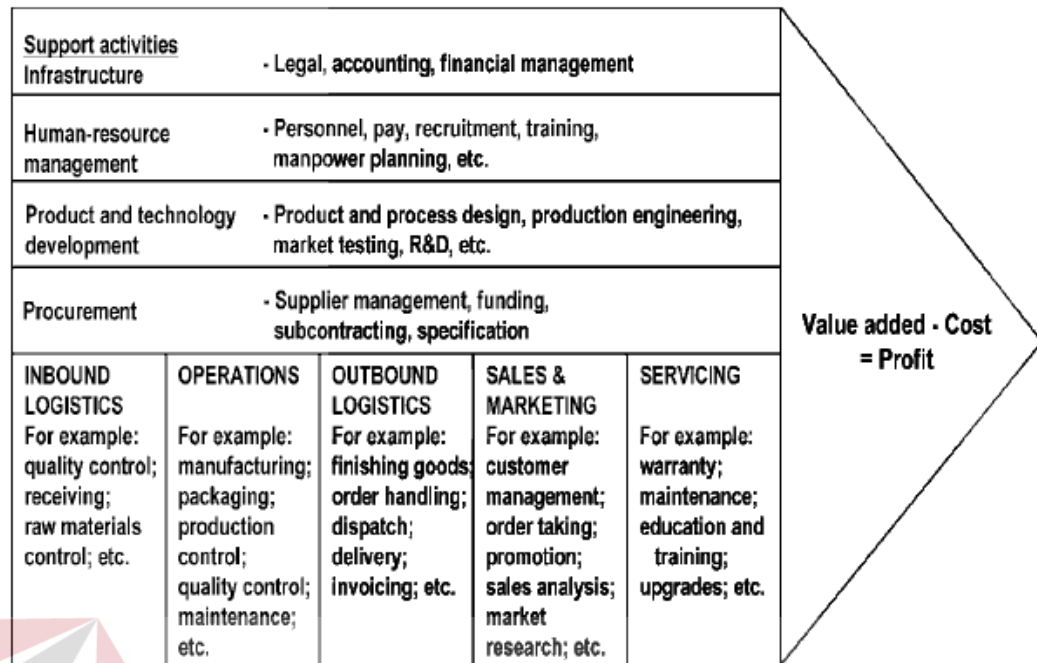 Support activities
Infrastructure
- Legal, accounting, financial management
Human-resource
management
- Personnel, pay, recruitment, training,
manpower planning, etc.
Product and technology
development
- Product and process design, production engineering,
market testing, R&D, etc.
Procurement
- Supplier management, funding,
subcontracting, specification
INBOUND
LOGISTICS
For example:
quality control;
receiving;
raw materials
control; etc.
OPERATIONS
For example:
manufacturing;
packaging;
production
control;
quality control;
maintenance;
etc.
OUTBOUND
LOGISTICS
For example:
finishing goods;
order handling;
dispatch;
delivery;
invoicing; etc.
SALES &
MARKETING
For example:
customer
management;
order taking;
promotion;
sales analysis;
market
research; etc.
SERVICING
For example:
warranty;
maintenance;
education and
training;
upgrades; etc.
Value added - Cost
= Profit